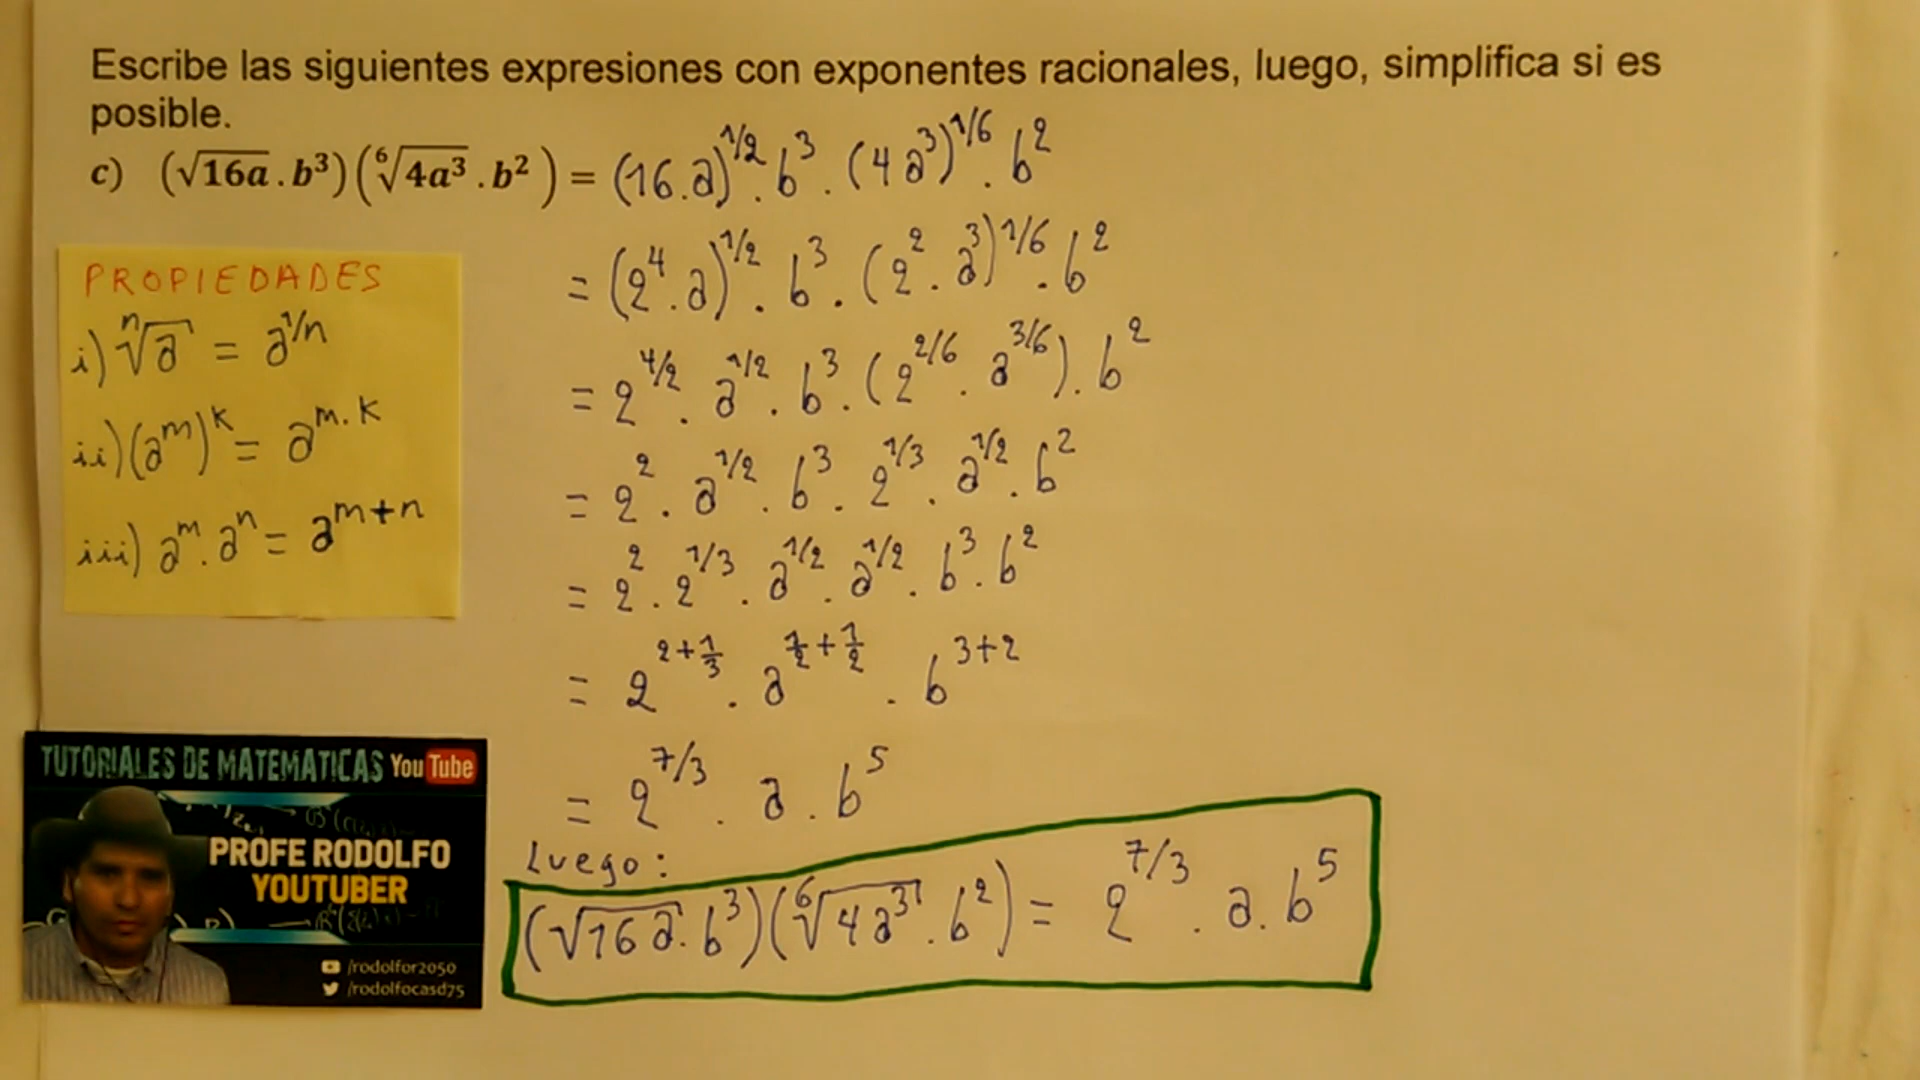 Escribe las siguientes expresiones con exponentes racionales, luego, simplifica si es
posible.
c) (√16a . b³)(⁶√4a³ . b²) = (16.a)^1/2 . b³ . (4a³)^1/6 . b²
= (2⁴.a)^1/2 . b³ . (2² . a³)^1/6 . b²
= 2^4/2 . a^1/2 . b³ . (2^2/6 . a^3/6) . b²
= 2² . a^1/2 . b³ . 2^1/3 . a^1/2 . b²
= 2² . 2^1/3 . a^1/2 . a^1/2 . b³ . b²
= 2^(2+1/3) . a^(1/2+1/2) . b^(3+2)
= 2^7/3 . a . b⁵
Luego:
(√16a . b³)(⁶√4a³ . b²) = 2^7/3 . a . b⁵
PROPIEDADES
i) ⁿ√a = a^1/n
ii) (a^m)^k = a^m.k
iii) a^m . a^n = a^m+n
TUTORIALES DE MATEMATICAS YouTube
PROFE RODOLFO
YOUTUBER
/rodolfor2050
/rodolfocasd75